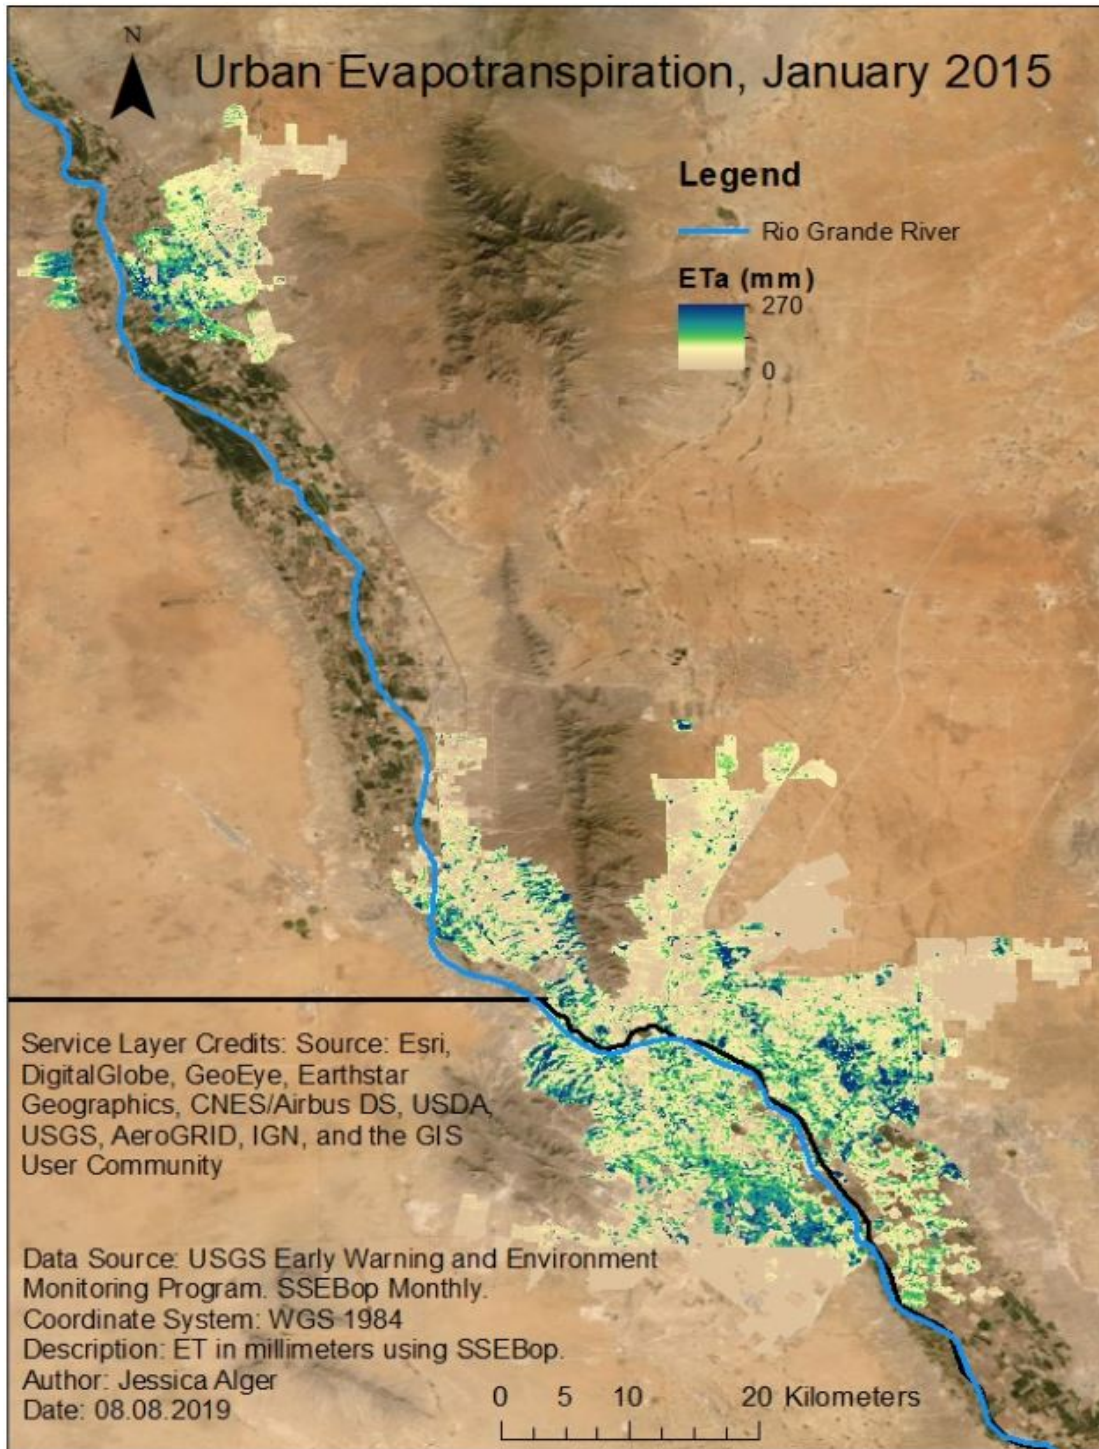 N
Urban Evapotranspiration, January 2015
Legend
Rio Grande River
ETa (mm)
270
0
Service Layer Credits: Source: Esri,
DigitalGlobe, GeoEye, Earthstar
Geographics, CNES/Airbus DS, USDA,
USGS, AeroGRID, IGN, and the GIS
User Community
Data Source: USGS Early Warning and Environment
Monitoring Program. SSEBop Monthly.
Coordinate System: WGS 1984
Description: ET in millimeters using SSEBop.
Author: Jessica Alger
Date: 08.08.2019
0 5 10 20 Kilometers